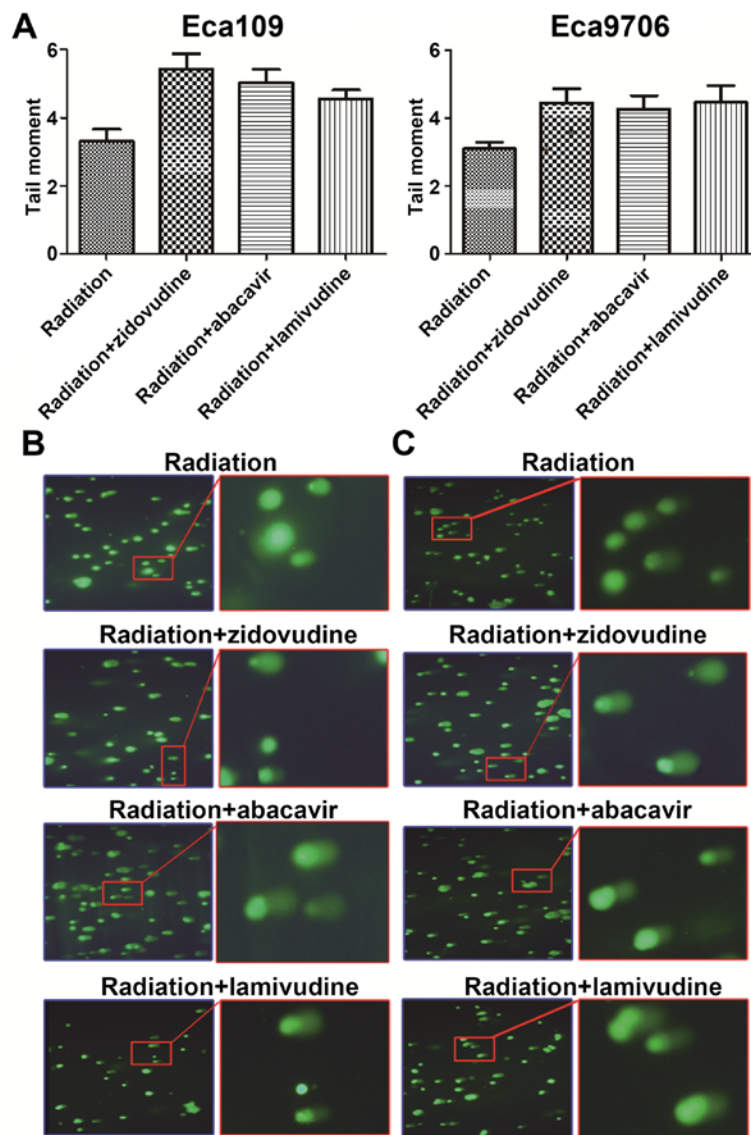 A
Eca109
Tail moment
6
4
2
0
Radiation
Radiation+zidovudine
Radiation+abacavir
Radiation+lamivudine
Eca9706
Tail moment
6
4
2
0
Radiation
Radiation+zidovudine
Radiation+abacavir
Radiation+lamivudine
B
Radiation
Radiation+zidovudine
Radiation+abacavir
Radiation+lamivudine
C
Radiation
Radiation+zidovudine
Radiation+abacavir
Radiation+lamivudine